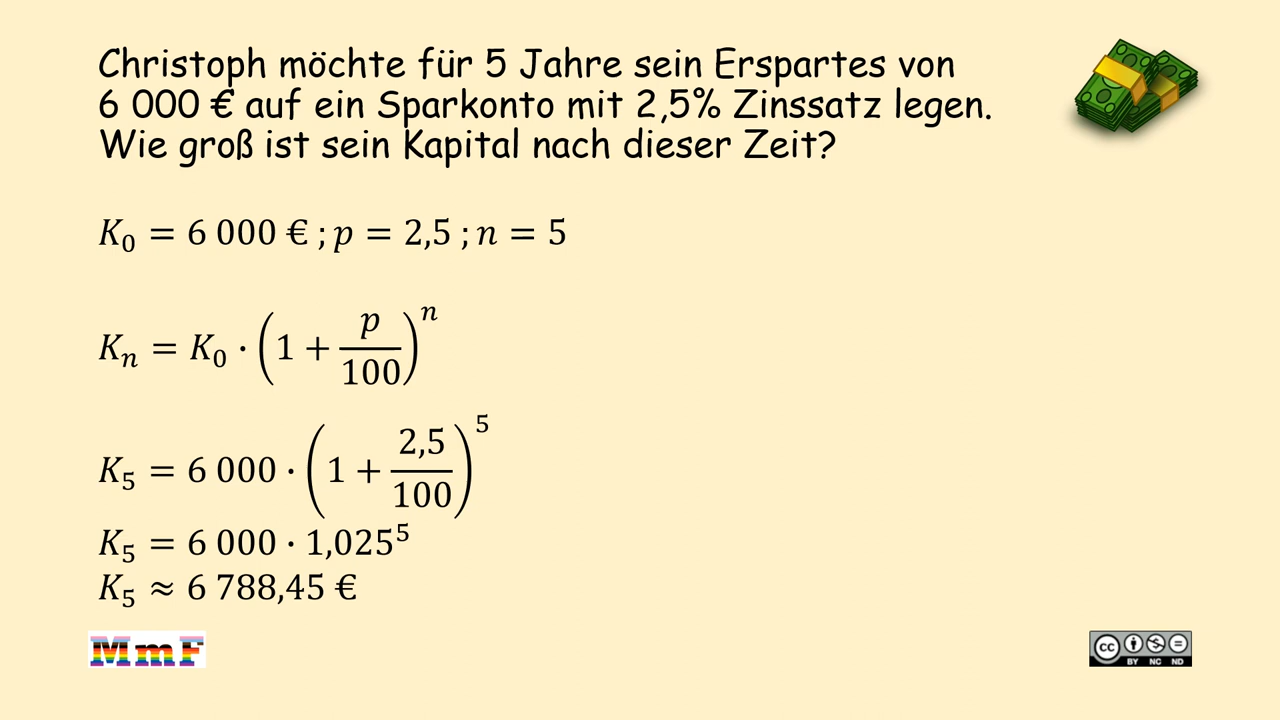 Christoph möchte für 5 Jahre sein Erspartes von
6 000 € auf ein Sparkonto mit 2,5% Zinssatz legen.
Wie groß ist sein Kapital nach dieser Zeit?
K₀ = 6 000 € ; p = 2,5 ; n = 5
Kₙ = K₀ · (1 + p/100)ⁿ
K₅ = 6 000 · (1 + 2,5/100)⁵
K₅ = 6 000 · 1,025⁵
K₅ ≈ 6 788,45 €
MmF
cc BY NC ND